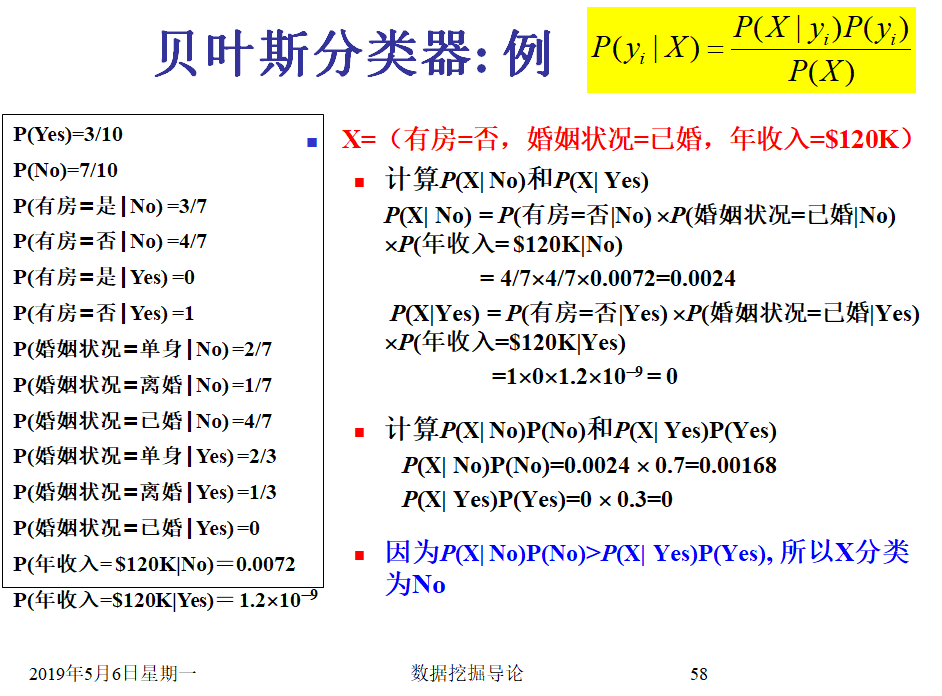 贝叶斯分类器: 例
P(yᵢ | X) = P(X | yᵢ)P(yᵢ) / P(X)
P(Yes)=3/10
P(No)=7/10
P(有房=是|No) =3/7
P(有房=否|No) =4/7
P(有房=是|Yes) =0
P(有房=否|Yes) =1
P(婚姻状况=单身|No) =2/7
P(婚姻状况=离婚|No) =1/7
P(婚姻状况=已婚|No) =4/7
P(婚姻状况=单身|Yes) =2/3
P(婚姻状况=离婚|Yes) =1/3
P(婚姻状况=已婚|Yes) =0
P(年收入=$120K|No)＝0.0072
P(年收入=$120K|Yes)＝ 1.2×10⁻⁹
X=（有房=否，婚姻状况=已婚，年收入=$120K）
计算P(X| No)和P(X| Yes)
P(X| No) = P(有房=否|No) ×P(婚姻状况=已婚|No)
×P(年收入=$120K|No)
= 4/7×4/7×0.0072=0.0024
P(X|Yes) = P(有房=否|Yes) ×P(婚姻状况=已婚|Yes)
×P(年收入=$120K|Yes)
=1×0×1.2×10⁻⁹ = 0
计算P(X| No)P(No)和P(X| Yes)P(Yes)
P(X| No)P(No)=0.0024 × 0.7=0.00168
P(X| Yes)P(Yes)=0 × 0.3=0
因为P(X| No)P(No)>P(X| Yes)P(Yes), 所以X分类
为No
2019年5月6日星期一
数据挖掘导论
58